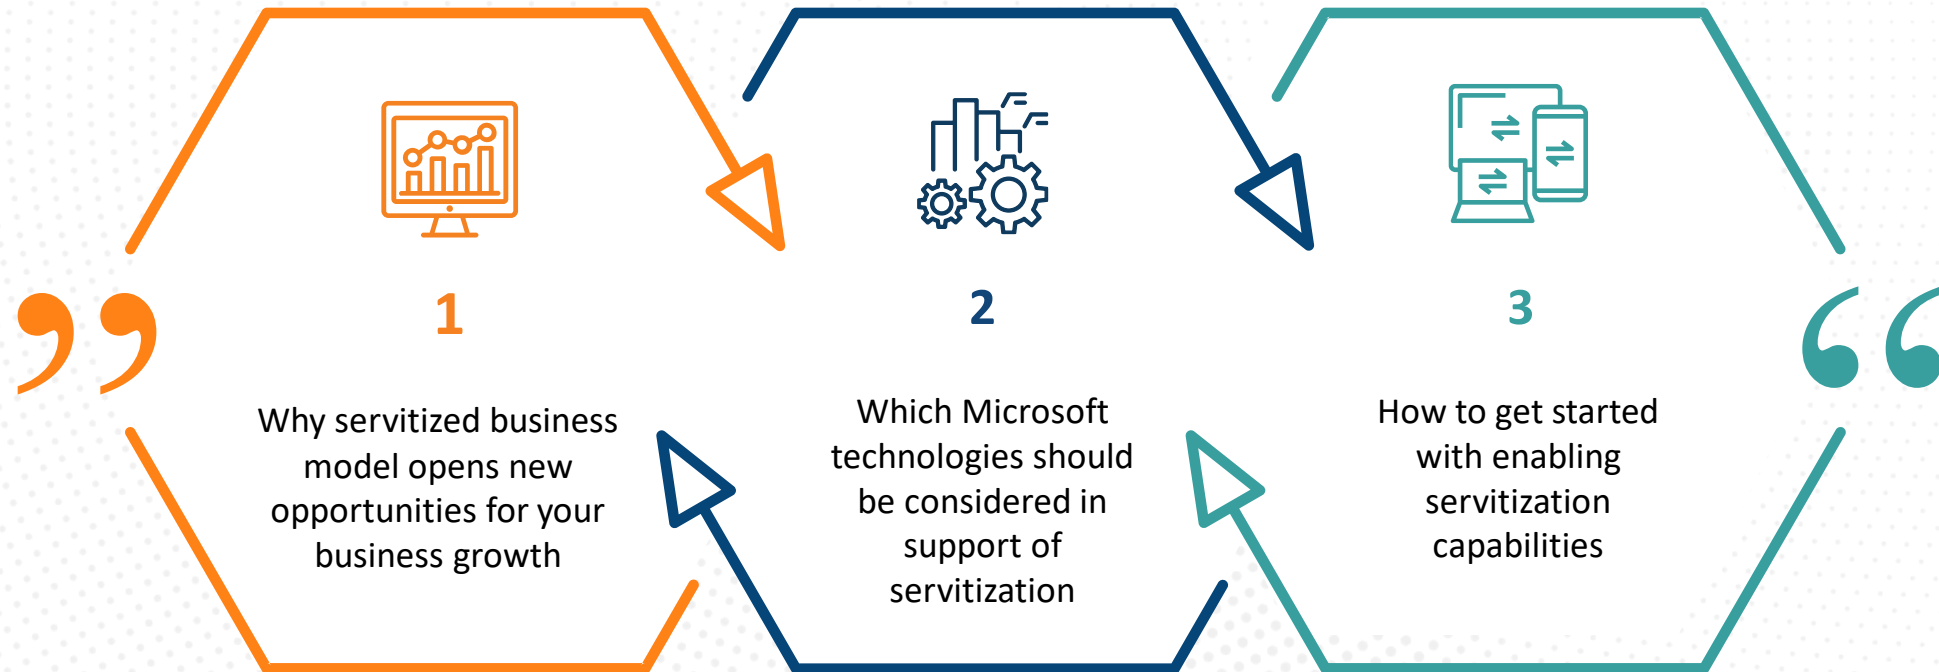 1
Why servitized business
model opens new
opportunities for your
business growth
2
Which Microsoft
technologies should
be considered in
support of
servitization
3
How to get started
with enabling
servitization
capabilities